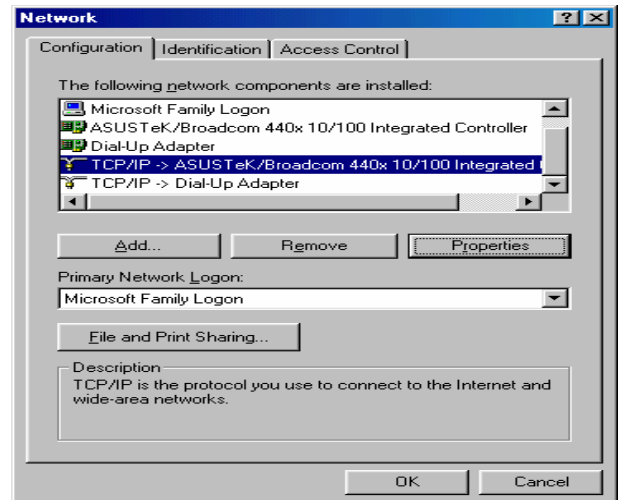 Network
Configuration Identification Access Control
The following network components are installed:
Microsoft Family Logon
ASUSTeK/Broadcom 440x 10/100 Integrated Controller
Dial-Up Adapter
TCP/IP -> ASUSTeK/Broadcom 440x 10/100 Integrated
TCP/IP -> Dial-Up Adapter
Add... Remove Properties
Primary Network Logon:
Microsoft Family Logon
File and Print Sharing...
Description
TCP/IP is the protocol you use to connect to the Internet and
wide-area networks.
OK Cancel